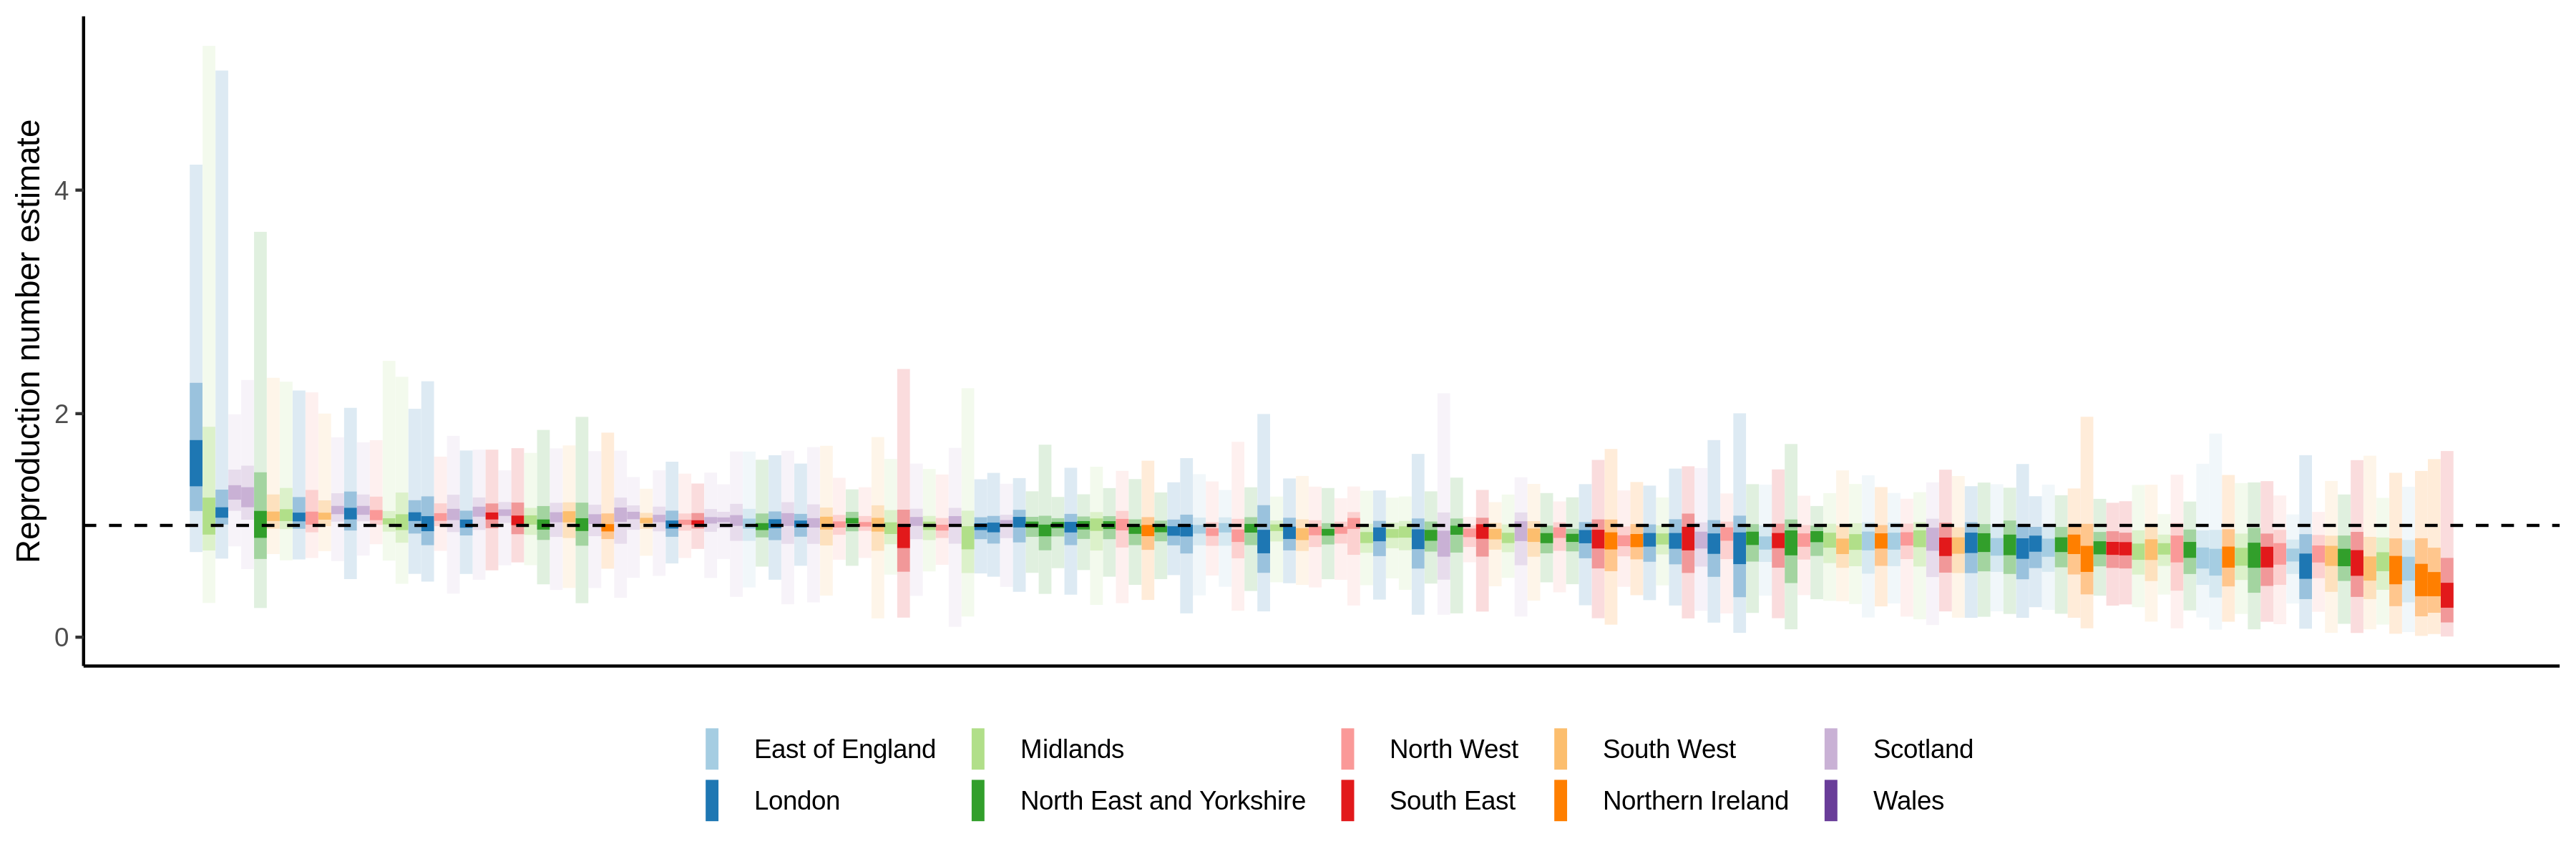 Reproduction number estimate
4
2
0
East of England
Midlands
North West
South West
Scotland
London
North East and Yorkshire
South East
Northern Ireland
Wales